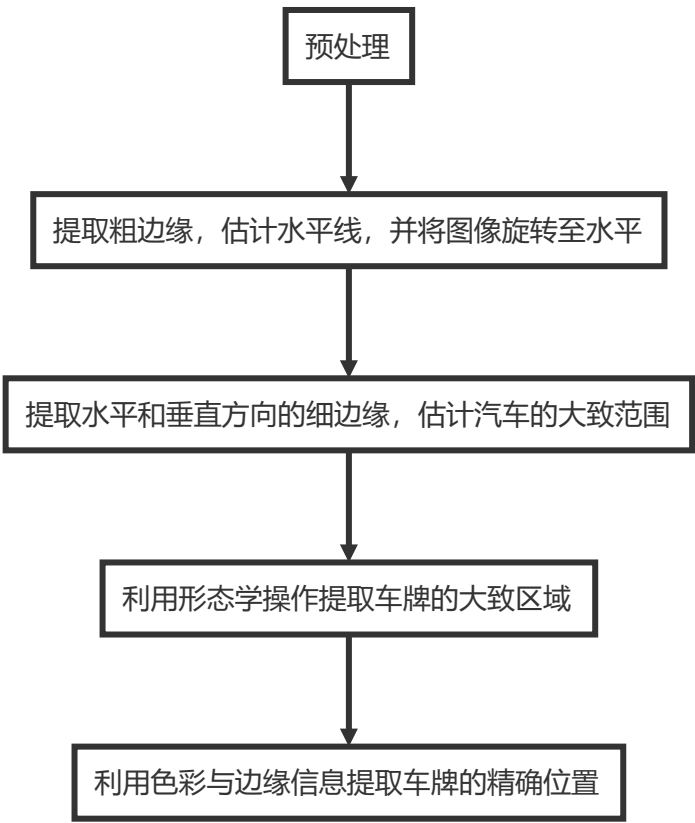 预处理
提取粗边缘，估计水平线，并将图像旋转至水平
提取水平和垂直方向的细边缘，估计汽车的大致范围
利用形态学操作提取车牌的大致区域
利用色彩与边缘信息提取车牌的精确位置